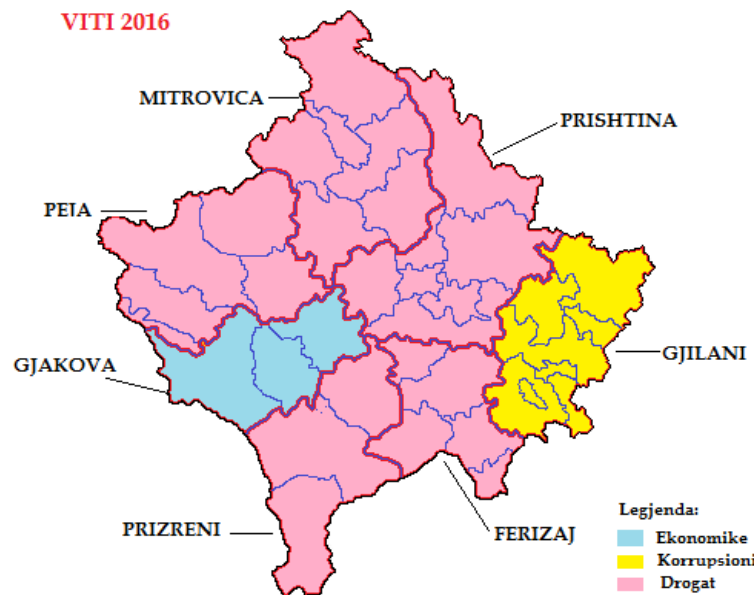 VITI 2016
MITROVICA
PRISHTINA
PEJA
GJAKOVA
GJILANI
PRIZRENI
FERIZAJ
Legjenda:
Ekonomike
Korrupsioni
Drogat